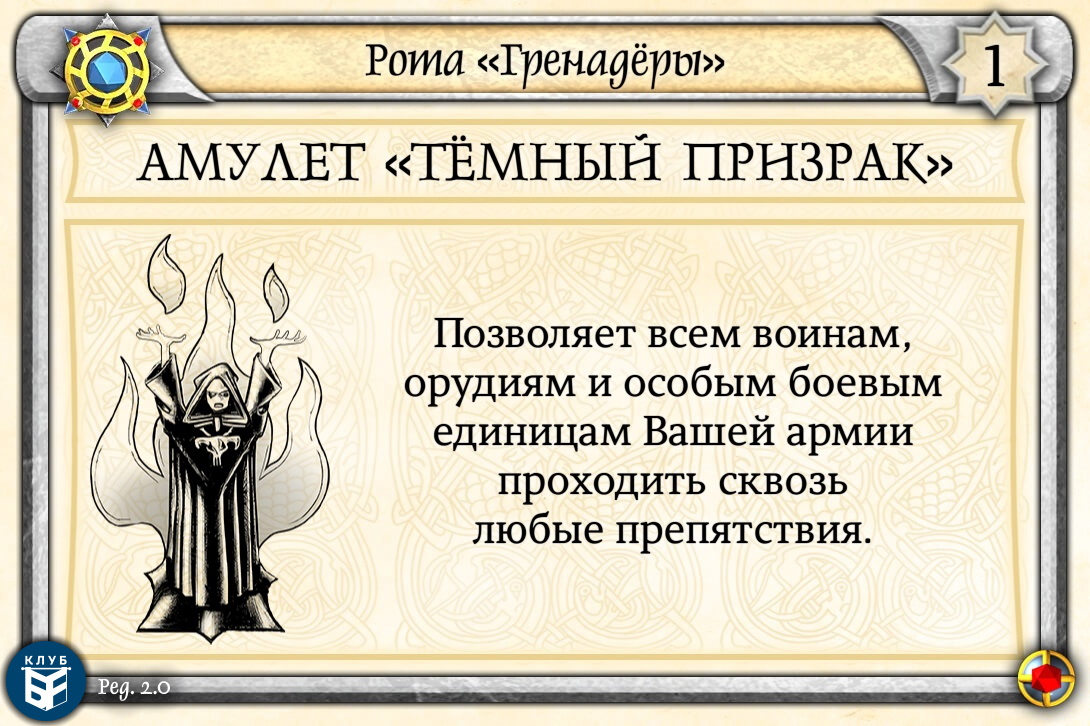 Рота «Гренадёры»
1
АМУЛЕТ «ТЁМНЫЙ ПРИЗРАК»
Позволяет всем воинам,
орудиям и особым боевым
единицам Вашей армии
проходить сквозь
любые препятствия.
КЛУБ
Ред. 2.0